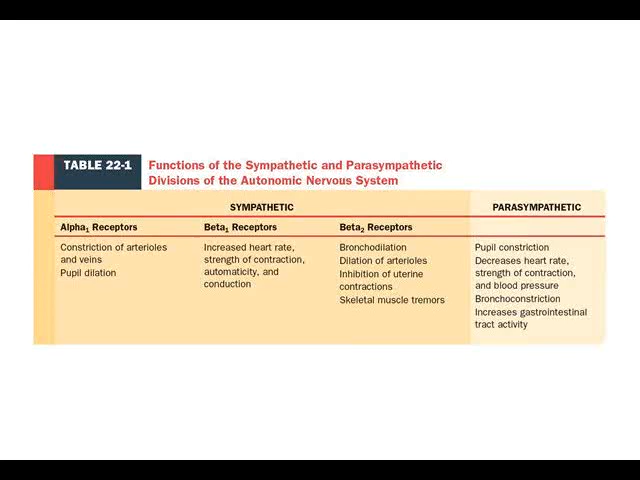 TABLE 22-1
Functions of the Sympathetic and Parasympathetic
Divisions of the Autonomic Nervous System
SYMPATHETIC
PARASYMPATHETIC
Alpha₁ Receptors
Beta₁ Receptors
Beta₂ Receptors
Constriction of arterioles
and veins
Pupil dilation
Increased heart rate,
strength of contraction,
automaticity, and
conduction
Bronchodilation
Dilation of arterioles
Inhibition of uterine
contractions
Skeletal muscle tremors
Pupil constriction
Decreases heart rate,
strength of contraction,
and blood pressure
Bronchoconstriction
Increases gastrointestinal
tract activity